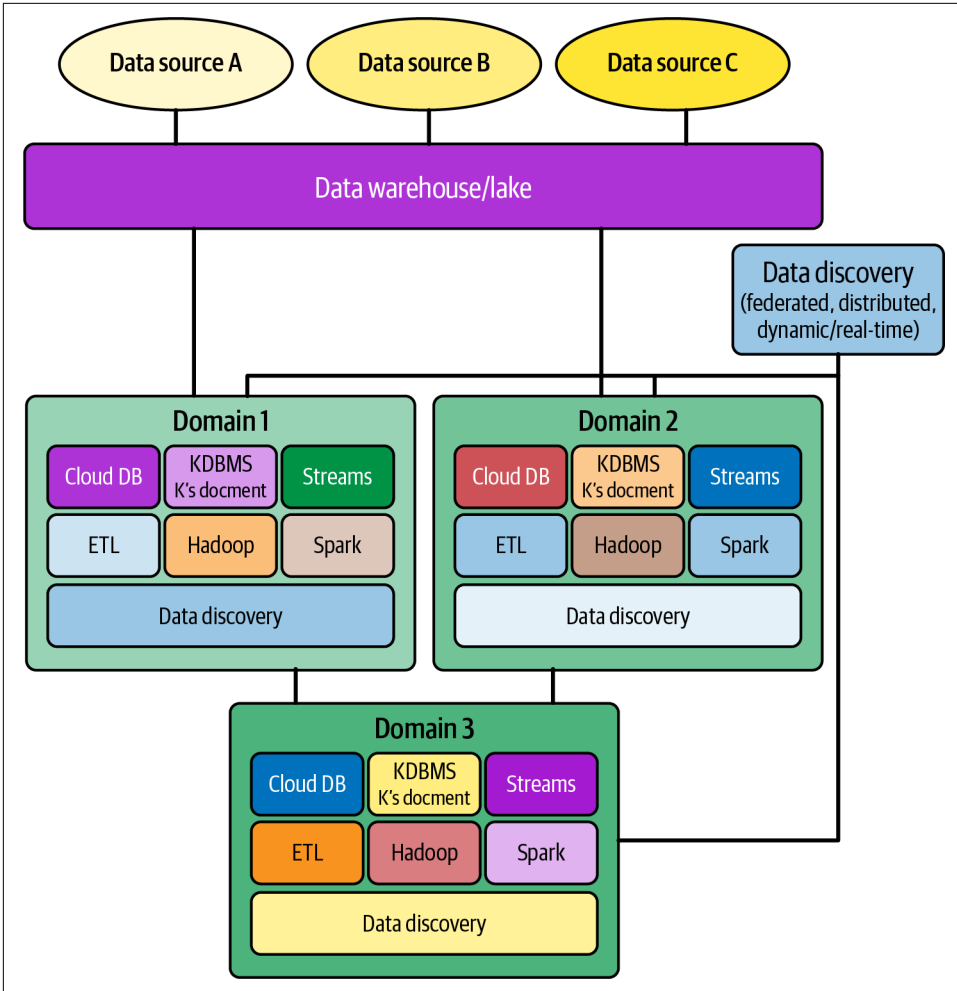 Data source A
Data source B
Data source C
Data warehouse/lake
Data discovery
(federated, distributed,
dynamic/real-time)
Domain 1
Cloud DB
KDBMS
K's docment
Streams
ETL
Hadoop
Spark
Data discovery
Domain 2
Cloud DB
KDBMS
K's docment
Streams
ETL
Hadoop
Spark
Data discovery
Domain 3
Cloud DB
KDBMS
K's docment
Streams
ETL
Hadoop
Spark
Data discovery